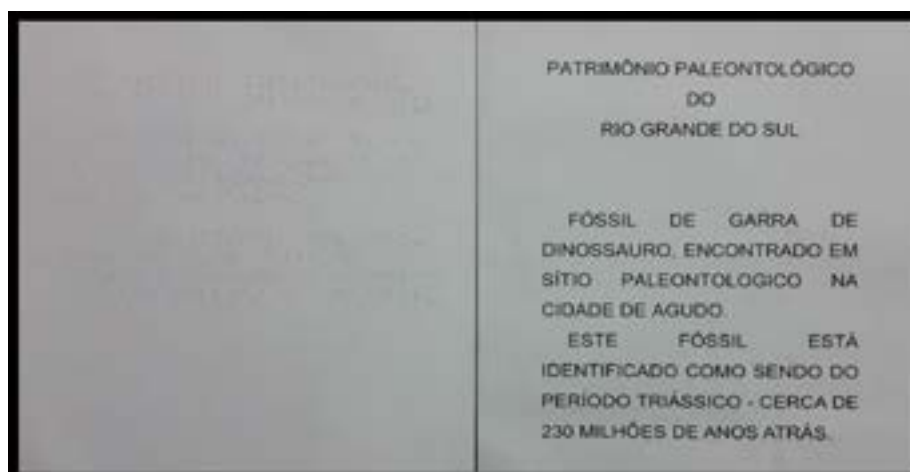 PATRIMÔNIO PALEONTOLÓGICO
DO
RIO GRANDE DO SUL
FÓSSIL DE GARRA DE
DINOSSAURO, ENCONTRADO EM
SÍTIO PALEONTOLOGICO NA
CIDADE DE AGUDO.
ESTE FÓSSIL ESTÁ
IDENTIFICADO COMO SENDO DO
PERÍODO TRIÁSSICO - CERCA DE
230 MILHÕES DE ANOS ATRÁS.